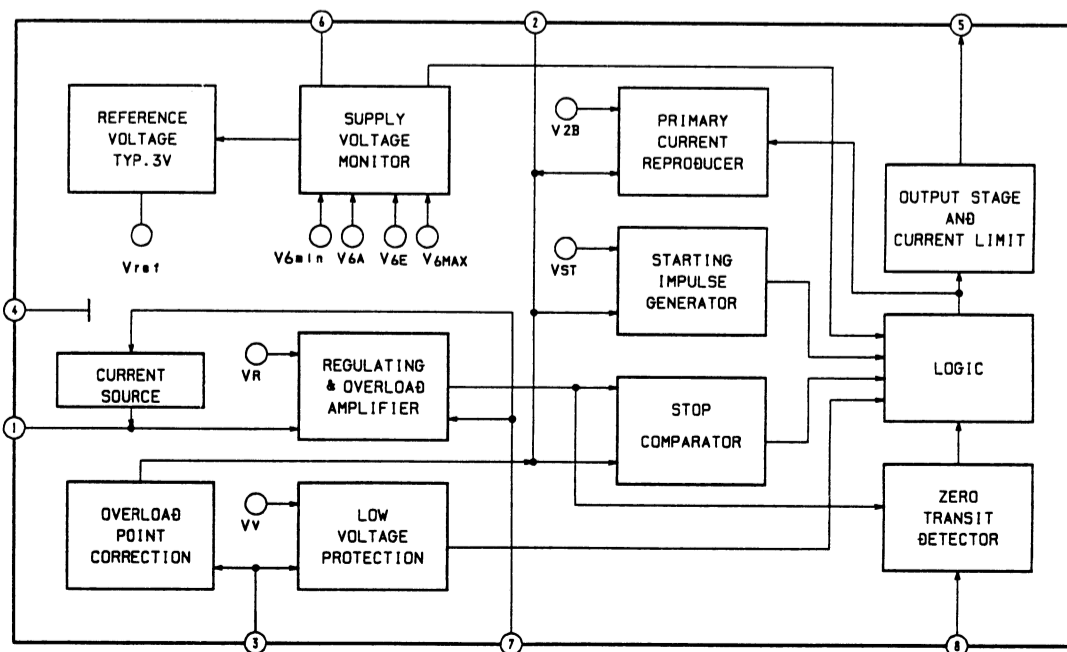 6
2
5
REFERENCE
VOLTAGE
TYP.3V
SUPPLY
VOLTAGE
MONITOR
V2B
PRIMARY
CURRENT
REPRODUCER
OUTPUT STAGE
AND
CURRENT LIMIT
Vref
V6min
V6A
V6E
V6MAX
VST
STARTING
IMPULSE
GENERATOR
4
CURRENT
SOURCE
VR
REGULATING
& OVERLOAD
AMPLIFIER
STOP
COMPARATOR
LOGIC
1
OVERLOAD
POINT
CORRECTION
VV
LOW
VOLTAGE
PROTECTION
ZERO
TRANSIT
DETECTOR
3
7
8